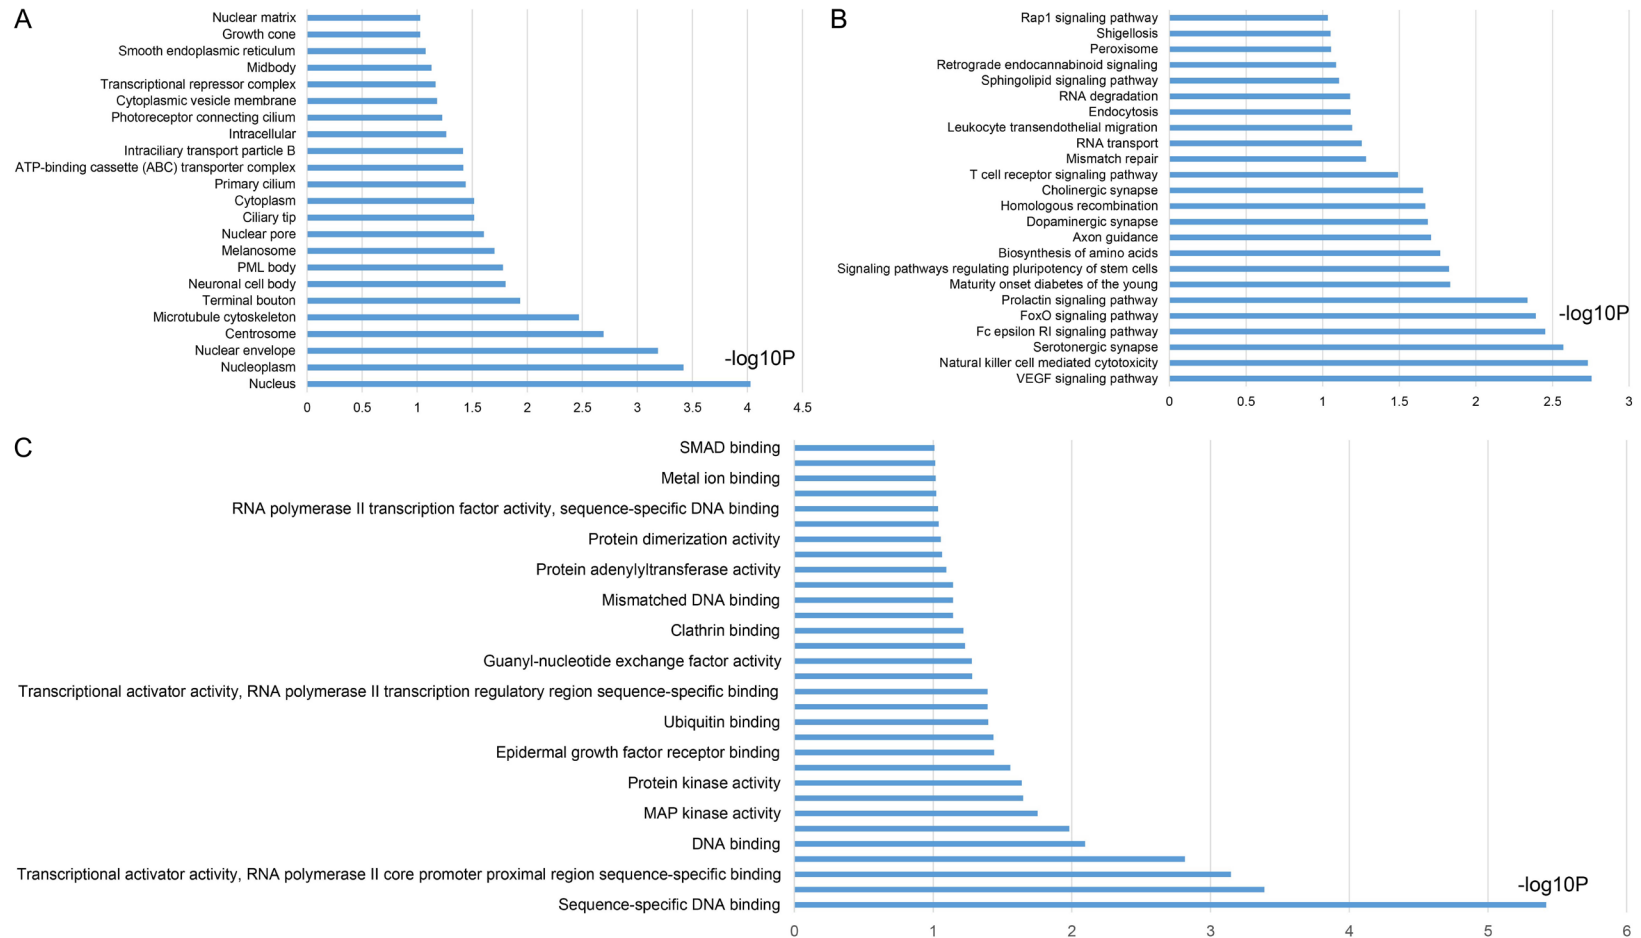 A
Nuclear matrix
Growth cone
Smooth endoplasmic reticulum
Midbody
Transcriptional repressor complex
Cytoplasmic vesicle membrane
Photoreceptor connecting cilium
Intracellular
Intraciliary transport particle B
ATP-binding cassette (ABC) transporter complex
Primary cilium
Cytoplasm
Ciliary tip
Nuclear pore
Melanosome
PML body
Neuronal cell body
Terminal bouton
Microtubule cytoskeleton
Centrosome
Nuclear envelope
Nucleoplasm
Nucleus
-log10P
0 0.5 1 1.5 2 2.5 3 3.5 4 4.5
B
Rap1 signaling pathway
Shigellosis
Peroxisome
Retrograde endocannabinoid signaling
Sphingolipid signaling pathway
RNA degradation
Endocytosis
Leukocyte transendothelial migration
RNA transport
Mismatch repair
T cell receptor signaling pathway
Cholinergic synapse
Homologous recombination
Dopaminergic synapse
Axon guidance
Biosynthesis of amino acids
Signaling pathways regulating pluripotency of stem cells
Maturity onset diabetes of the young
Prolactin signaling pathway
FoxO signaling pathway
Fc epsilon RI signaling pathway
Serotonergic synapse
Natural killer cell mediated cytotoxicity
VEGF signaling pathway
-log10P
0 0.5 1 1.5 2 2.5 3
C
SMAD binding
Metal ion binding
RNA polymerase II transcription factor activity, sequence-specific DNA binding
Protein dimerization activity
Protein adenylyltransferase activity
Mismatched DNA binding
Clathrin binding
Guanyl-nucleotide exchange factor activity
Transcriptional activator activity, RNA polymerase II transcription regulatory region sequence-specific binding
Ubiquitin binding
Epidermal growth factor receptor binding
Protein kinase activity
MAP kinase activity
DNA binding
Transcriptional activator activity, RNA polymerase II core promoter proximal region sequence-specific binding
Sequence-specific DNA binding
-log10P
0 1 2 3 4 5 6